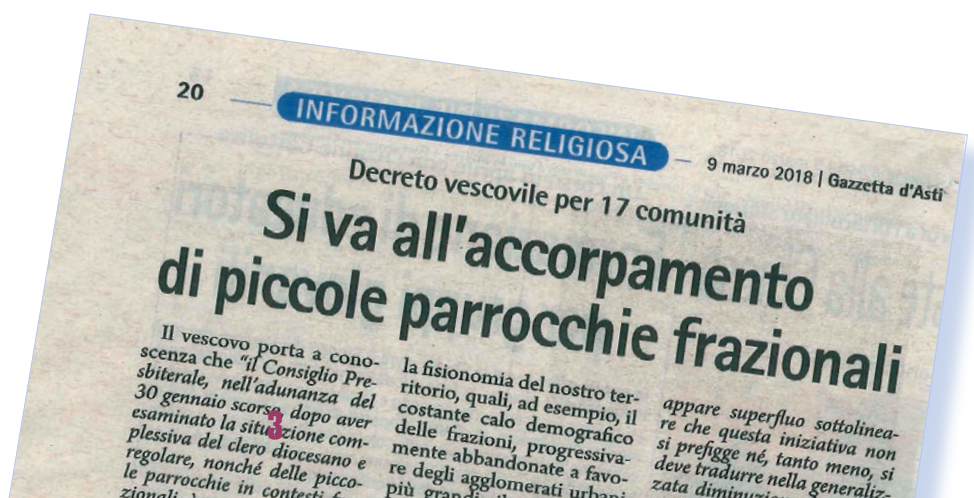 20
INFORMAZIONE RELIGIOSA
9 marzo 2018 | Gazzetta d'Asti
Decreto vescovile per 17 comunità
Si va all'accorpamento
di piccole parrocchie frazionali
Il vescovo porta a cono-
scenza che "il Consiglio Pre-
sbiterale, nell'adunanza del
30 gennaio scorso, dopo aver
esaminato la situazione com-
plessiva del clero diocesano e
regolare, nonché delle picco-
le parrocchie in contesti
zionali
3
la fisionomia del nostro ter-
ritorio, quali, ad esempio, il
costante calo demografico
delle frazioni, progressiva-
mente abbandonate a favo-
re degli agglomerati urbani
più grandi
appare superfluo sottolinea-
re che questa iniziativa non
si prefigge né, tanto meno, si
deve tradurre nella generaliz-
zata diminuzione